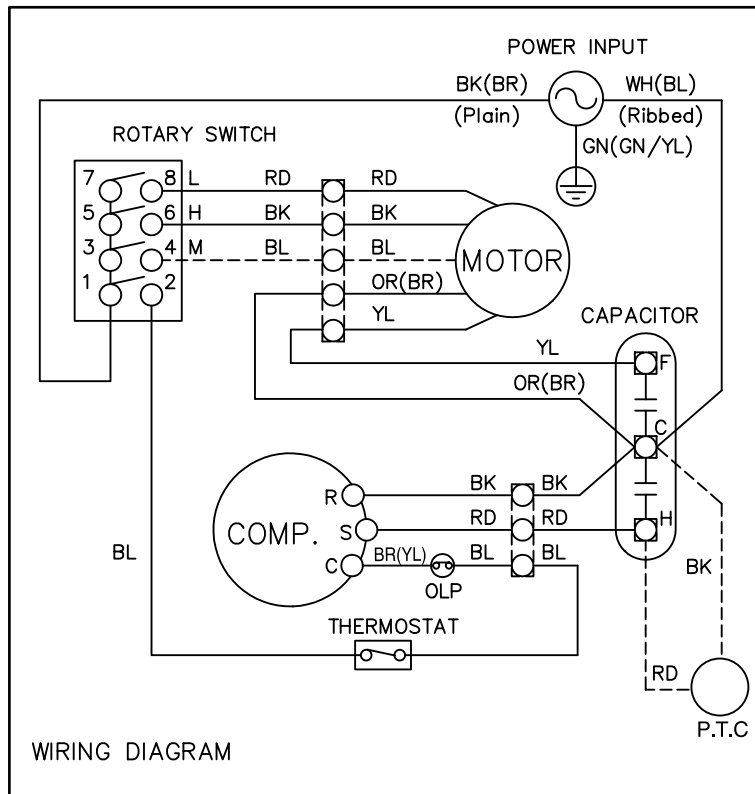 POWER INPUT
BK(BR) WH(BL)
(Plain) (Ribbed)
GN(GN/YL)
ROTARY SWITCH
7 8 L RD RD
5 6 H BK BK
3 4 M BL BL
MOTOR
1 2
OR(BR)
YL
CAPACITOR
YL F
OR(BR)
C
R BK BK
COMP. S RD RD H
C BR(YL) BL BL
OLP
BL
BK
THERMOSTAT
RD
P.T.C
WIRING DIAGRAM